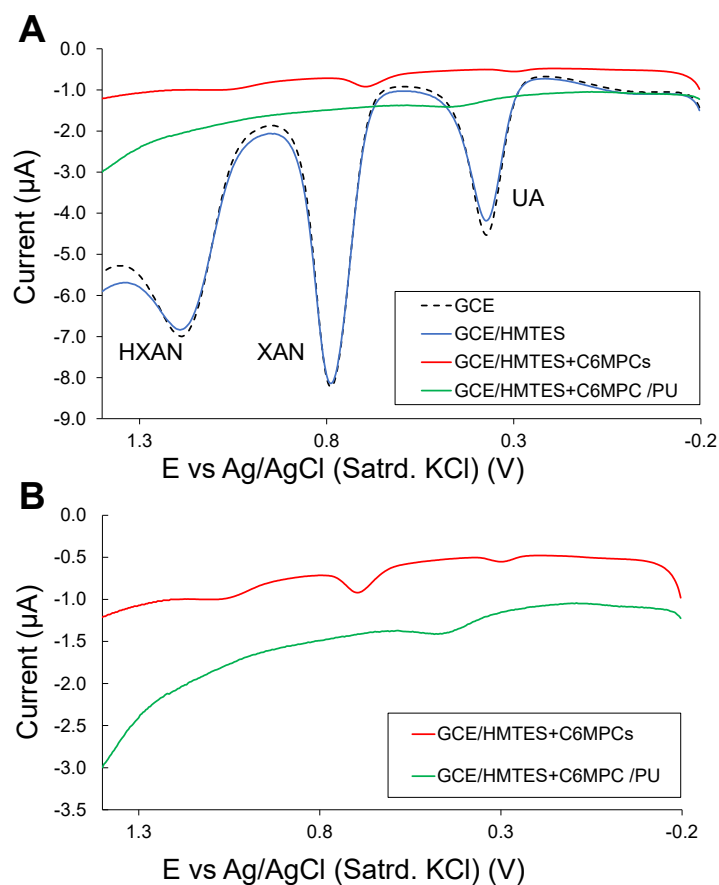 A
0.0
-1.0
-2.0
-3.0
-4.0
-5.0
-6.0
-7.0
-8.0
-9.0
Current (µA)
UA
HXAN
XAN
GCE
GCE/HMTES
GCE/HMTES+C6MPCs
GCE/HMTES+C6MPC /PU
1.3 0.8 0.3 -0.2
E vs Ag/AgCl (Satrd. KCl) (V)
B
0.0
-0.5
-1.0
-1.5
-2.0
-2.5
-3.0
-3.5
Current (µA)
GCE/HMTES+C6MPCs
GCE/HMTES+C6MPC /PU
1.3 0.8 0.3 -0.2
E vs Ag/AgCl (Satrd. KCl) (V)